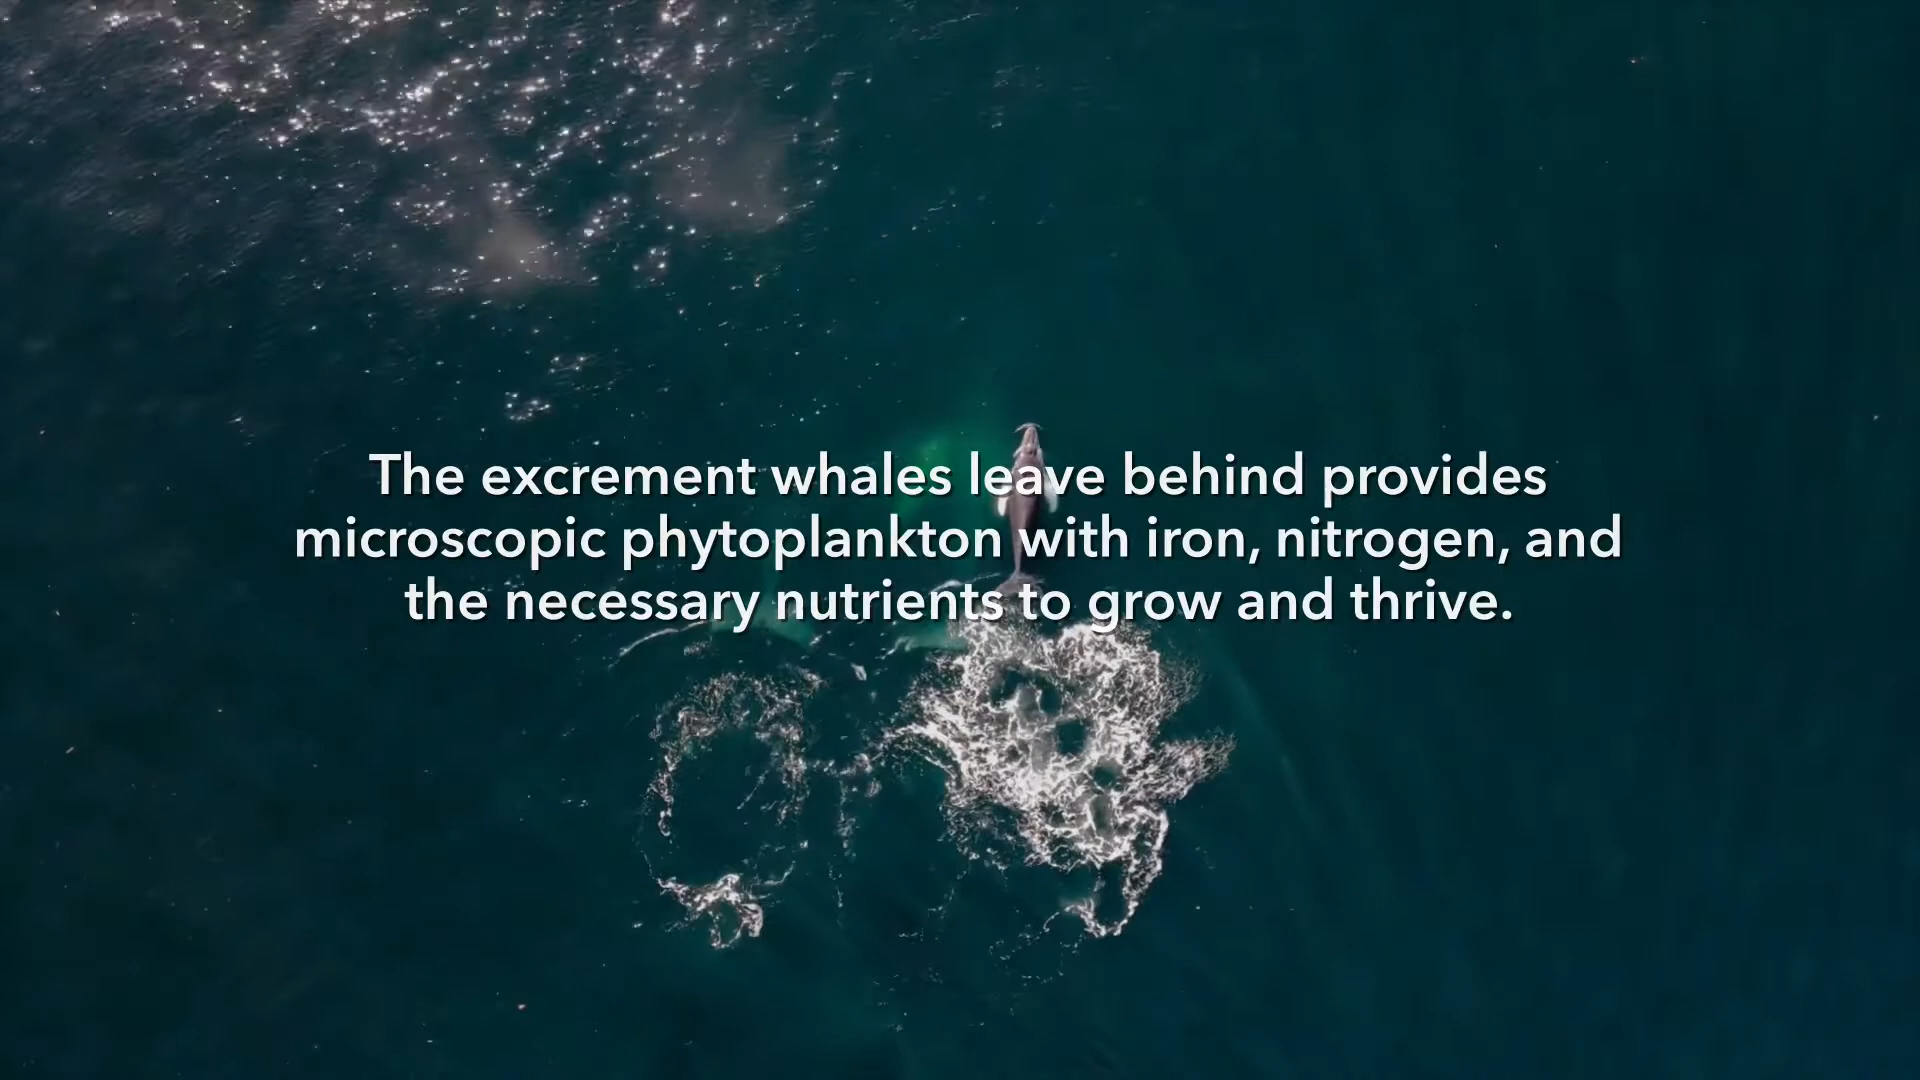 The excrement whales leave behind provides
microscopic phytoplankton with iron, nitrogen, and
the necessary nutrients to grow and thrive.